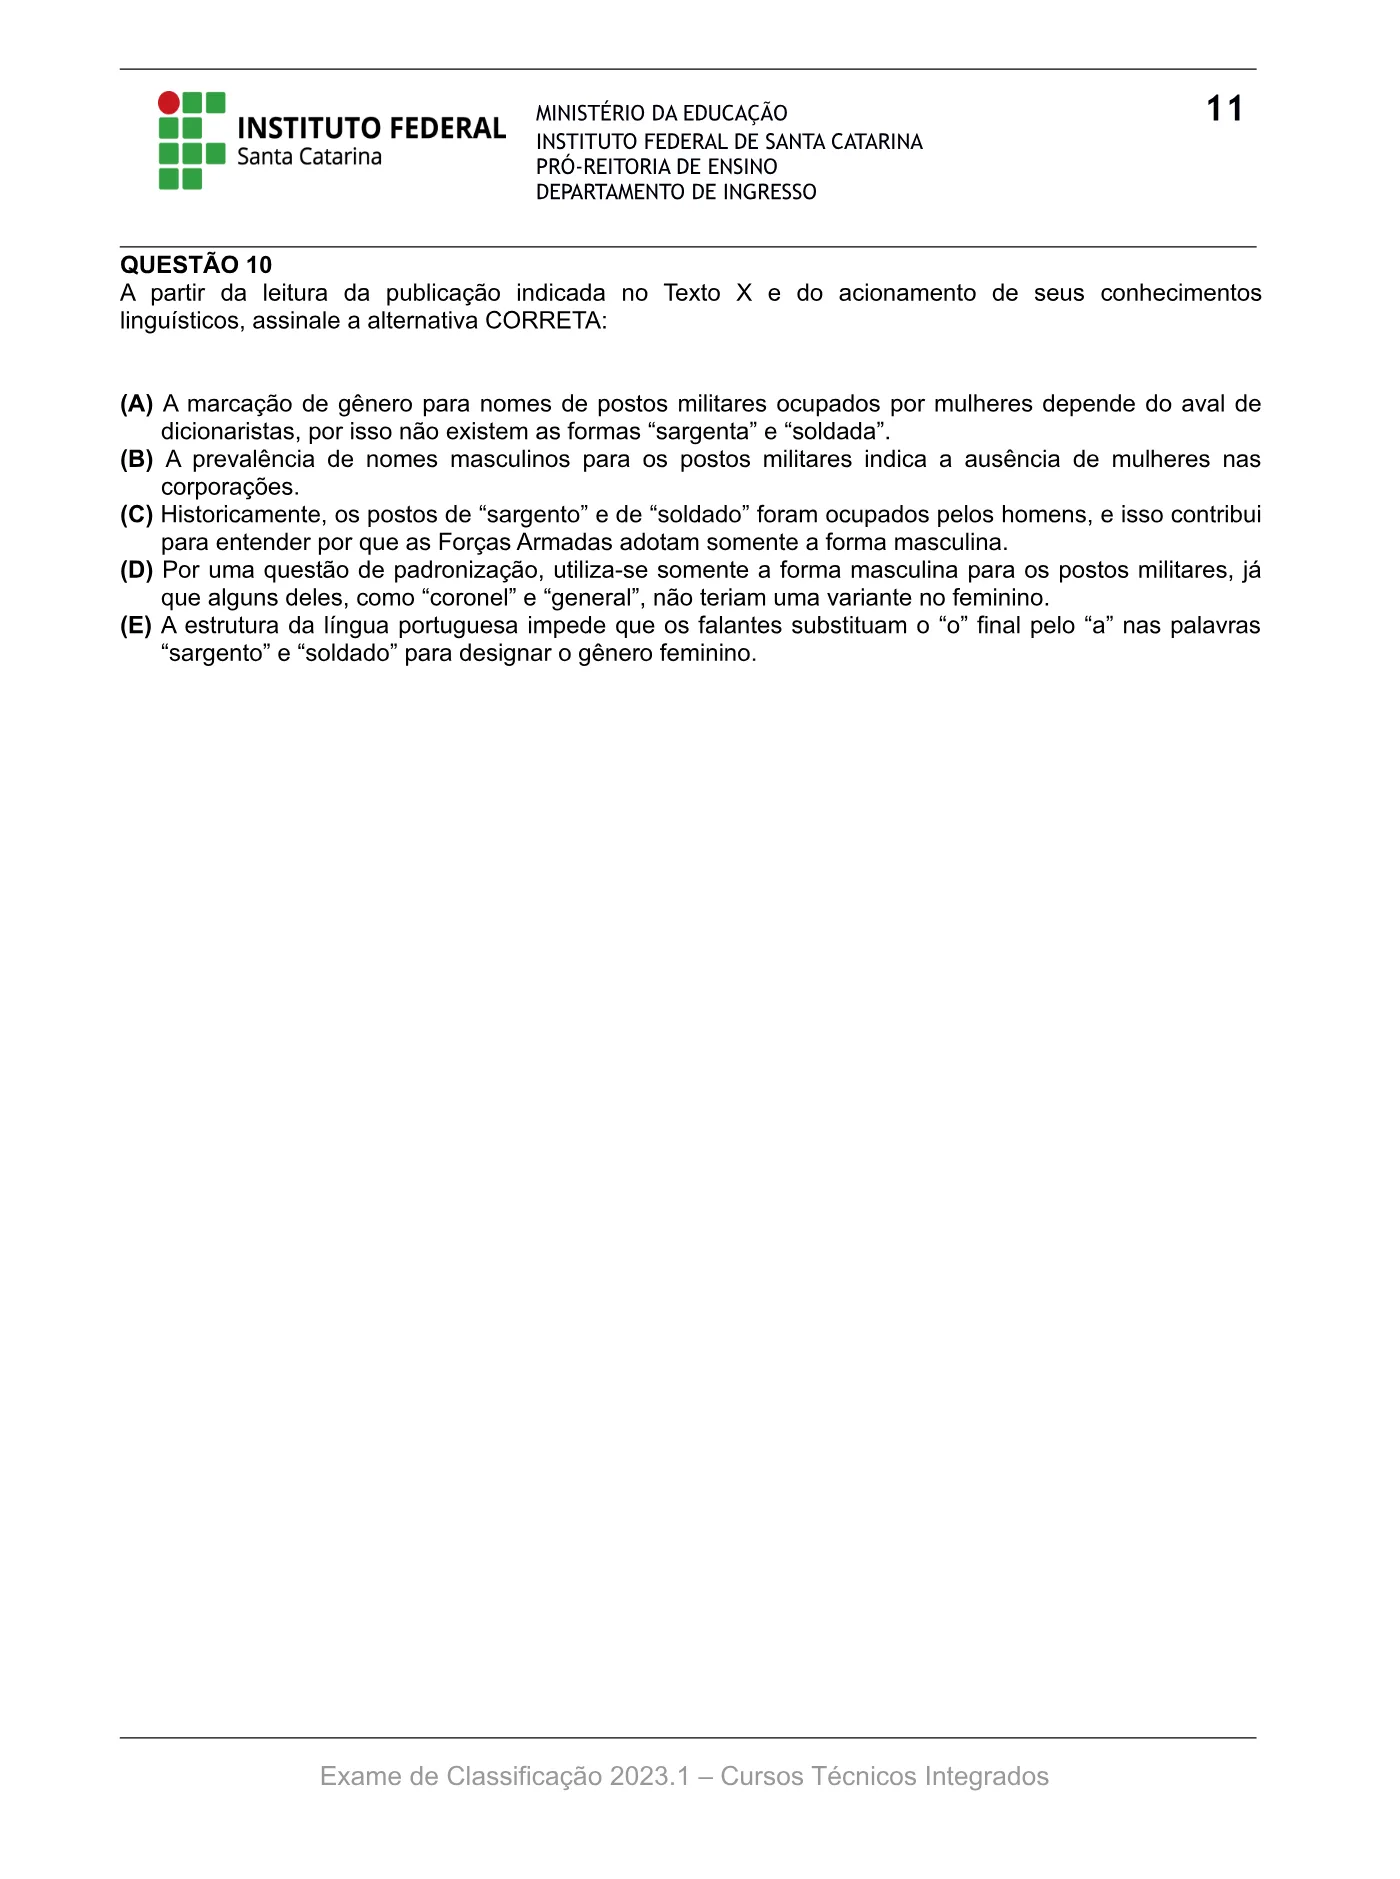 INSTITUTO FEDERAL
Santa Catarina
MINISTÉRIO DA EDUCAÇÃO
INSTITUTO FEDERAL DE SANTA CATARINA
PRÓ-REITORIA DE ENSINO
DEPARTAMENTO DE INGRESSO
11
QUESTÃO 10
A partir da leitura da publicação indicada no Texto X e do acionamento de seus conhecimentos
linguísticos, assinale a alternativa CORRETA:
(A) A marcação de gênero para nomes de postos militares ocupados por mulheres depende do aval de
dicionaristas, por isso não existem as formas “sargenta” e “soldada”.
(B) A prevalência de nomes masculinos para os postos militares indica a ausência de mulheres nas
corporações.
(C) Historicamente, os postos de “sargento” e de “soldado” foram ocupados pelos homens, e isso contribui
para entender por que as Forças Armadas adotam somente a forma masculina.
(D) Por uma questão de padronização, utiliza-se somente a forma masculina para os postos militares, já
que alguns deles, como “coronel” e “general”, não teriam uma variante no feminino.
(E) A estrutura da língua portuguesa impede que os falantes substituam o “o” final pelo “a” nas palavras
“sargento” e “soldado” para designar o gênero feminino.
Exame de Classificação 2023.1 – Cursos Técnicos Integrados